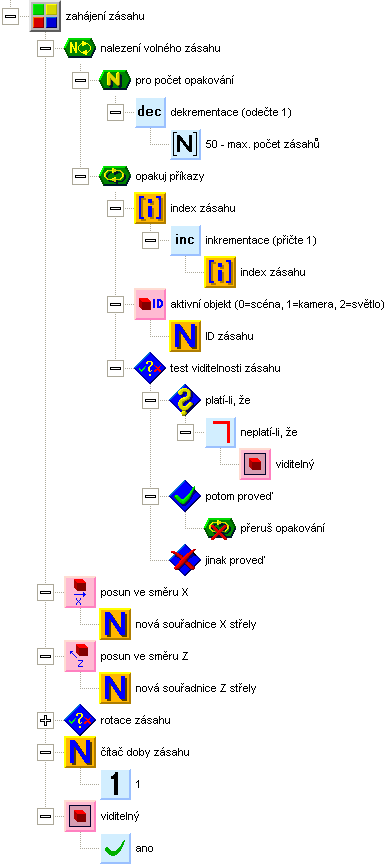 zahájení zásahu
N nalezení volného zásahu
N pro počet opakování
dec dekrementace (odečte 1)
[N] 50 - max. počet zásahů
opakuj příkazy
[i] index zásahu
inc inkrementace (přičte 1)
[i] index zásahu
ID aktivní objekt (0=scéna, 1=kamera, 2=světlo)
N ID zásahu
? test viditelnosti zásahu
? platí-li, že
neplatí-li, že
viditelný
potom proveď
přeruš opakování
jinak proveď
X posun ve směru X
N nová souřadnice X střely
Z posun ve směru Z
N nová souřadnice Z střely
? rotace zásahu
N čítač doby zásahu
1 1
viditelný
ano